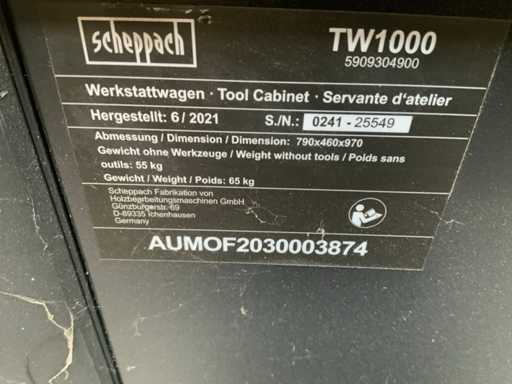 scheppach
TW1000
5909304900
Werkstattwagen · Tool Cabinet · Servante d'atelier
Hergestellt: 6 / 2021 S./N.: 0241 - 25549
Abmessung / Dimension / Dimension: 790x460x970
Gewicht ohne Werkzeuge / Weight without tools / Poids sans
outils: 55 kg
Gewicht / Weight / Poids: 65 kg
Scheppach Fabrikation von
Holzbearbeitungsmaschinen GmbH
Günzburgerstr. 69
D-89335 Ichenhausen
Germany
AUMOF2030003874